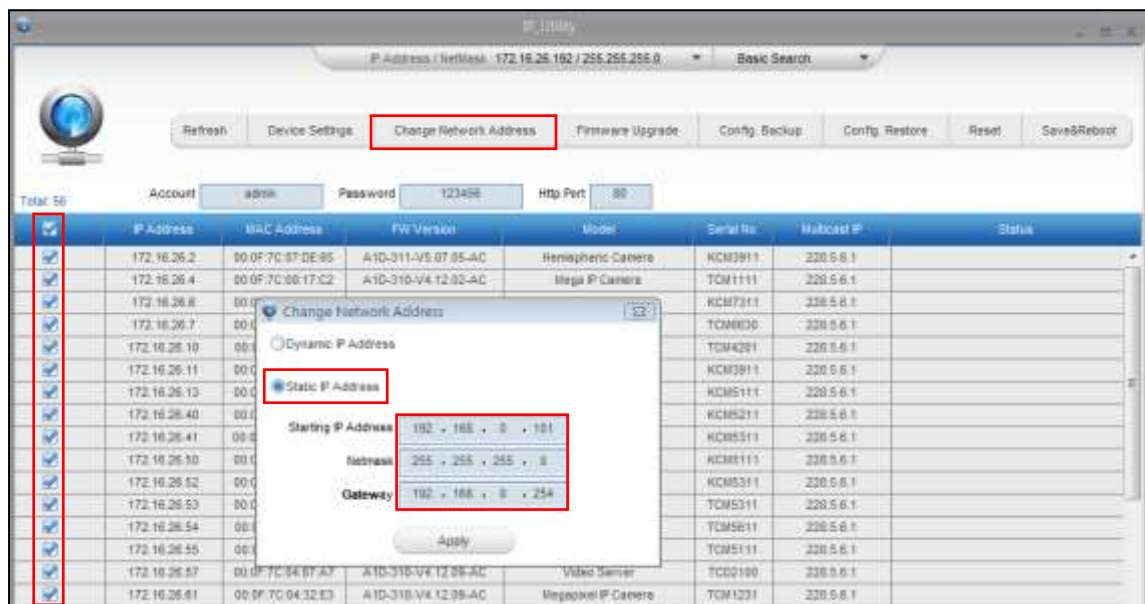 IP_Utility
IP Address / NetMask 172.16.26.192 / 255.255.255.0 Basic Search
Refresh Device Settings Change Network Address Firmware Upgrade Config. Backup Config. Restore Reset Save&Reboot
Total: 56 Account admin Password 123456 Http Port 80
IP Address MAC Address FW Version Model Serial No. Multicast IP Status
172.16.26.2 A1D-311-V5.07.05-AC Hemispheric Camera KCM3911 228.5.6.1
172.16.26.4 00:0F:7C:08:17:C2 A1D-310-V4.12.02-AC Mega IP Camera TCM1111 228.5.6.1
172.16.26.6 KCM7311 228.5.6.1
172.16.26.7 228.5.6.1
172.16.26.10 TCM4201 228.5.6.1
172.16.26.11 KCM3911 228.5.6.1
172.16.26.13 KCM5111 228.5.6.1
172.16.26.40 KCM5211 228.5.6.1
172.16.26.41 KCM5311 228.5.6.1
172.16.26.50 KCM5111 228.5.6.1
172.16.26.52 KCM5311 228.5.6.1
172.16.26.53 TCM5311 228.5.6.1
172.16.26.54 TCM5611 228.5.6.1
172.16.26.55 TCM5111 228.5.6.1
172.16.26.57 00:0F:7C:04:87:A7 A1D-310-V4.12.09-AC Video Server TCD2100 228.5.6.1
172.16.26.61 00:0F:7C:04:32:E3 A1D-310-V4.12.09-AC Megapixel IP Camera TCM1231 228.5.6.1
Change Network Address
Dynamic IP Address
Static IP Address
Starting IP Address 192 . 168 . 0 . 101
Netmask 255 . 255 . 255 . 0
Gateway 192 . 168 . 0 . 254
Apply